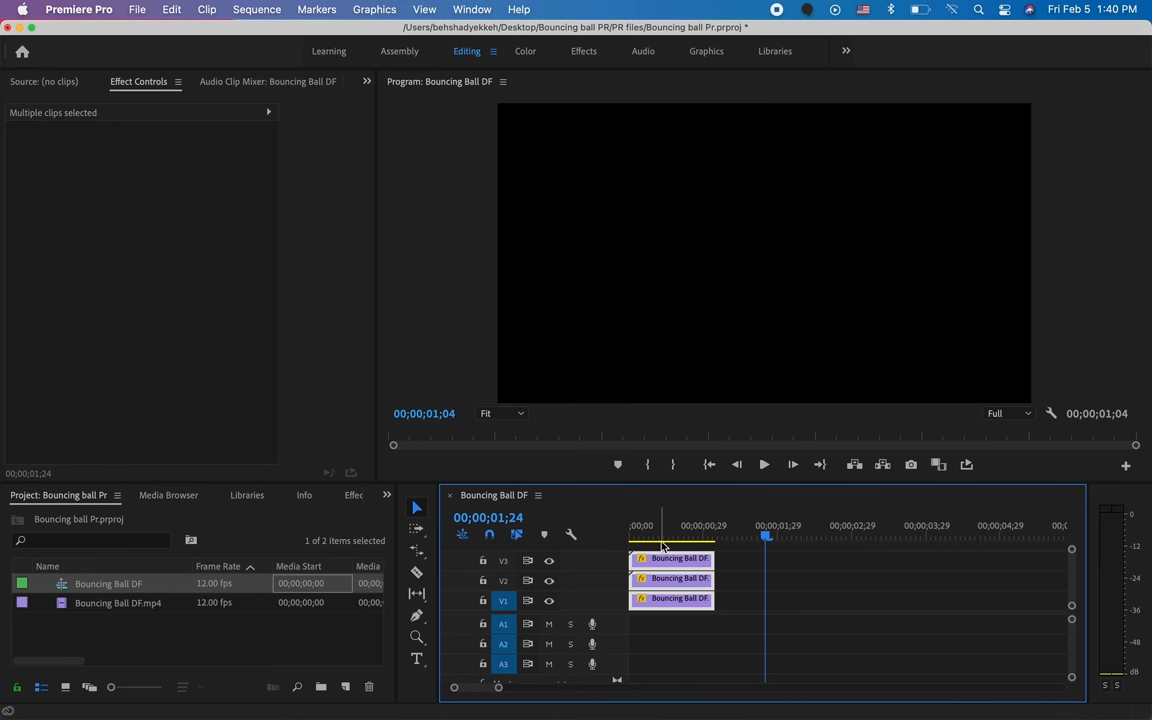 Premiere Pro File Edit Clip Sequence Markers Graphics View Window Help Fri Feb 5 1:40 PM
/Users/behshadyekkeh/Desktop/Bouncing ball PR/PR files/Bouncing ball Pr.prproj *
Learning Assembly Editing Color Effects Audio Graphics Libraries
Source: (no clips) Effect Controls Audio Clip Mixer: Bouncing Ball DF Program: Bouncing Ball DF
Multiple clips selected
00;00;01;04 Fit Full 00;00;01;04
00;00;01;24
Project: Bouncing ball Pr Media Browser Libraries Info Effec
Bouncing Ball DF
Bouncing ball Pr.prproj
00;00;01;24
1 of 2 items selected
;00;00 00;00;00;29 00;00;01;29 00;00;02;29 00;00;03;29 00;00;04;29 00;(
Name Frame Rate Media Start Media
Bouncing Ball DF 12.00 fps 00;00;00;00 00;00;
Bouncing Ball DF.mp4 12.00 fps 00;00;00;00 00;00;
V3 Bouncing Ball DF.
V2 Bouncing Ball DF.
V1 Bouncing Ball DF.
A1 M S
A2 M S
A3 M S
0
-12
-24
-36
-48
dB
S S